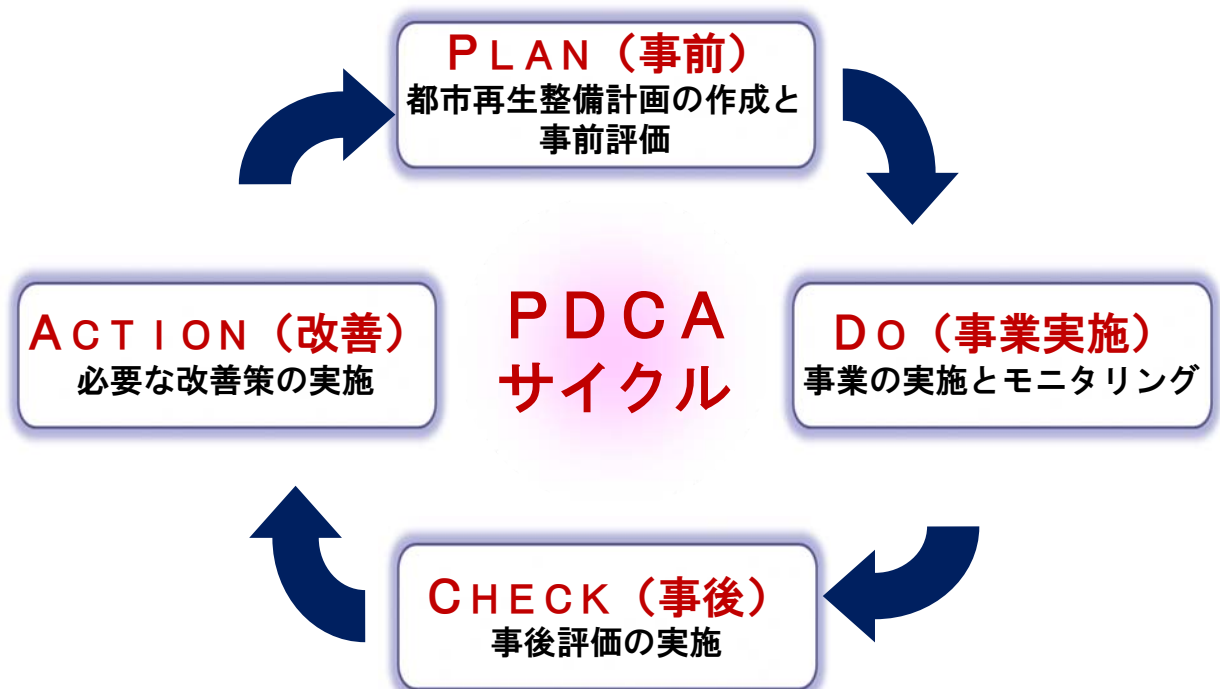 PLAN（事前）
都市再生整備計画の作成と
事前評価
ACTION（改善）
必要な改善策の実施
PDCA
サイクル
DO（事業実施）
事業の実施とモニタリング
CHECK（事後）
事後評価の実施